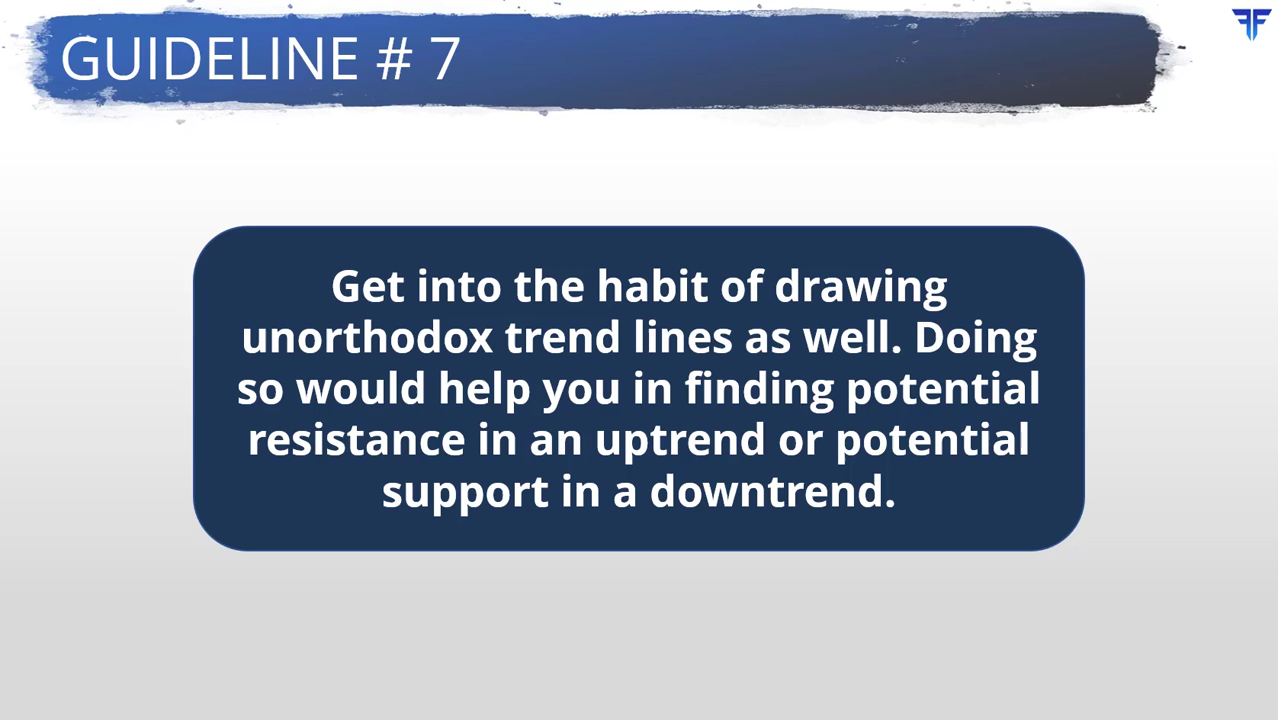 GUIDELINE # 7
Get into the habit of drawing
unorthodox trend lines as well. Doing
so would help you in finding potential
resistance in an uptrend or potential
support in a downtrend.